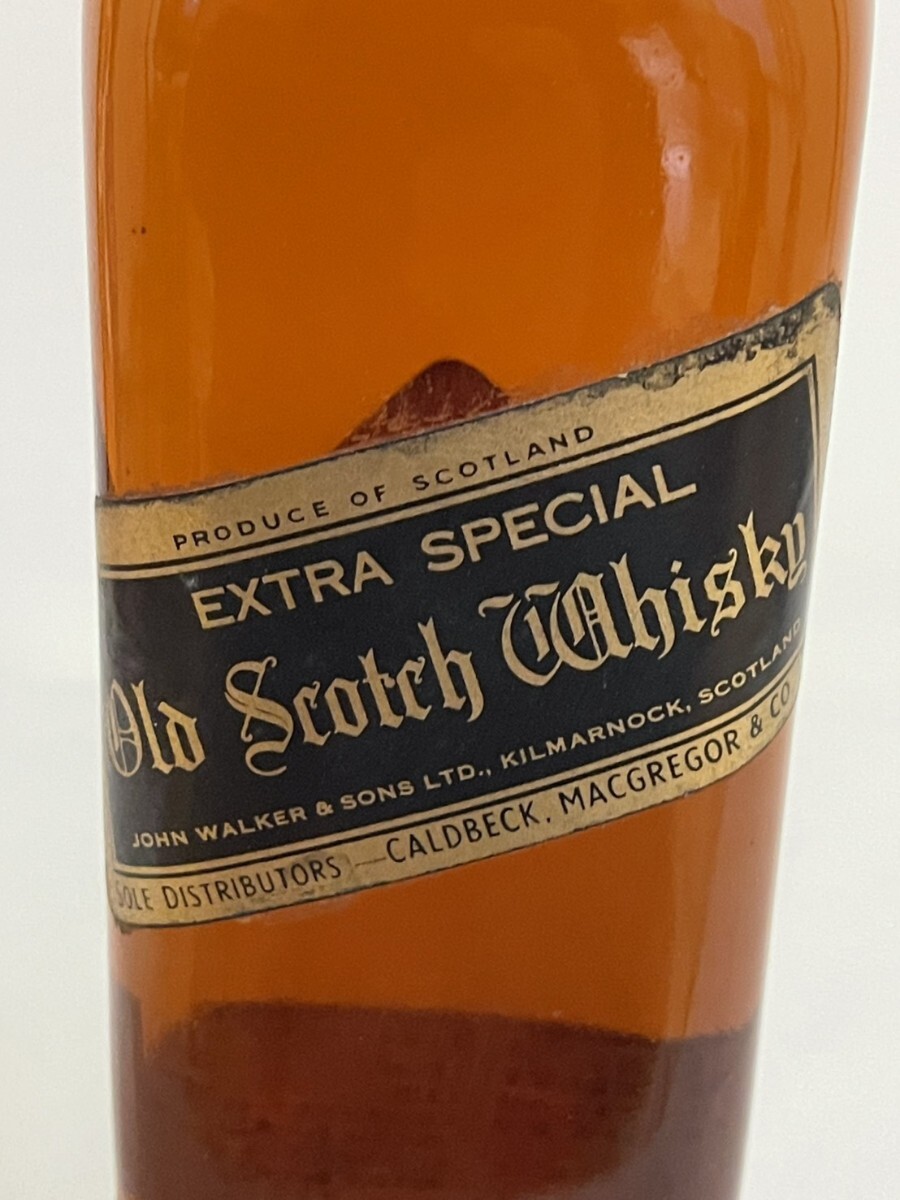 PRODUCE OF SCOTLAND
EXTRA SPECIAL
Old Scotch Whisky
JOHN WALKER & SONS LTD., KILMARNOCK, SCOTLAND
SOLE DISTRIBUTORS — CALDBECK, MACGREGOR & CO